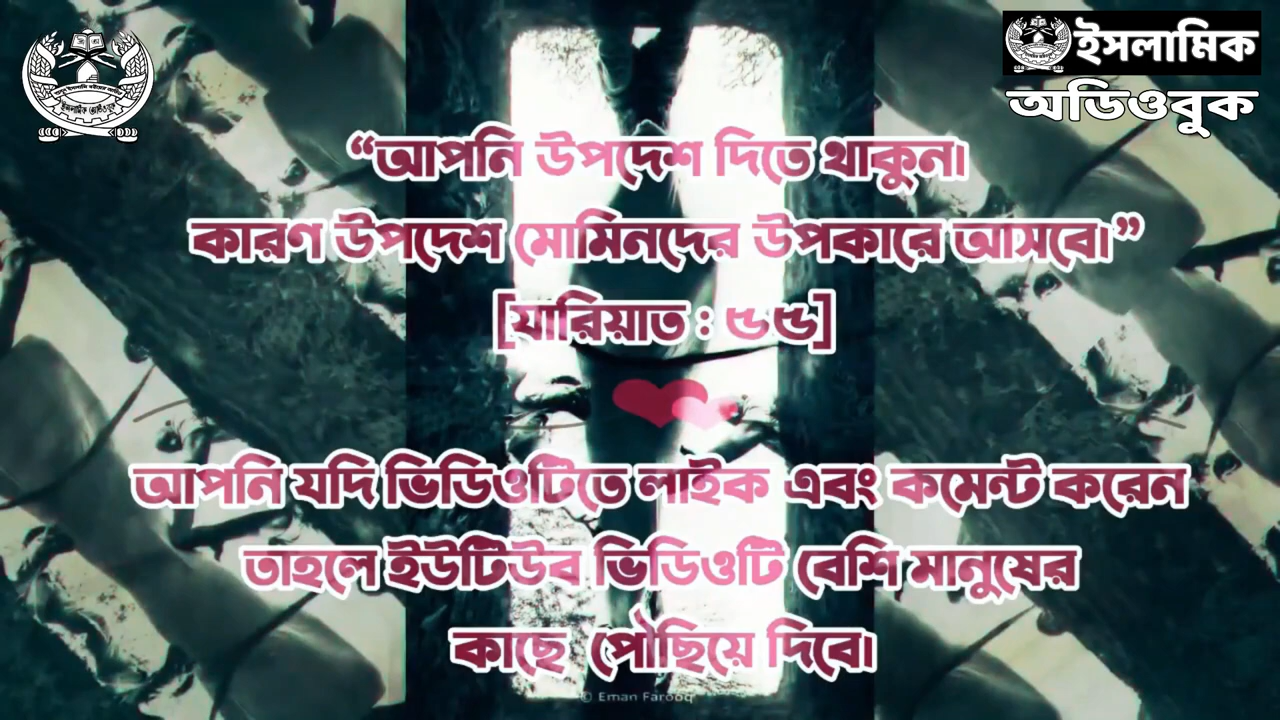 ইসলামিক
অডিওবুক
“আপনি উপদেশ দিতে থাকুন।
কারণ উপদেশ মোমিনদের উপকারে আসবে।”
[যারিয়াত : ৫৫]
আপনি যদি ভিডিওটিতে লাইক এবং কমেন্ট করেন
তাহলে ইউটিউব ভিডিওটি বেশি মানুষের
কাছে পৌছিয়ে দিবে।
© Eman Farooq